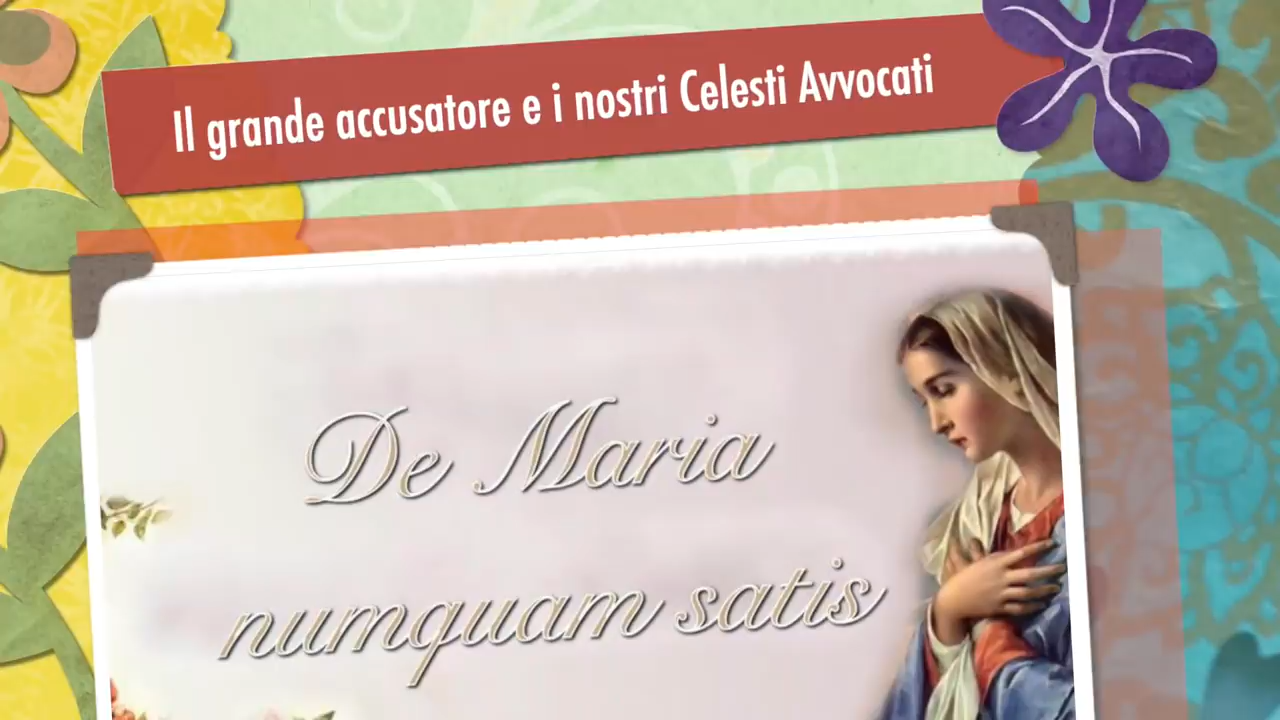 Il grande accusatore e i nostri Celesti Avvocati
De Maria
numquam satis